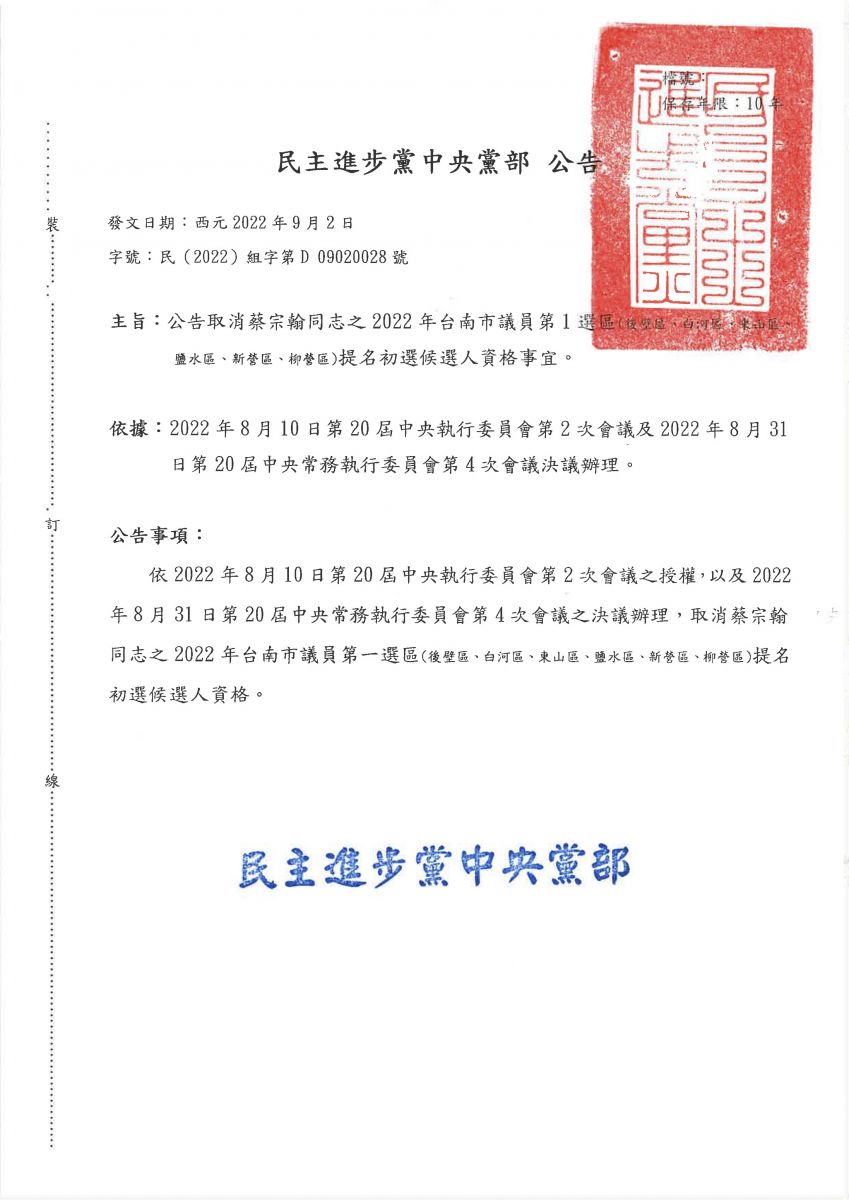 檔號：
保存年限：10 年
民主進步黨中央黨部 公告
發文日期：西元 2022 年 9 月 2 日
字號：民（2022）組字第 D 09020028 號
主旨：公告取消蔡宗翰同志之 2022 年台南市議員第 1 選區(後壁區、白河區、東山區、
鹽水區、新營區、柳營區)提名初選候選人資格事宜。
依據：2022 年 8 月 10 日第 20 屆中央執行委員會第 2 次會議及 2022 年 8 月 31
日第 20 屆中央常務執行委員會第 4 次會議決議辦理。
公告事項：
依 2022 年 8 月 10 日第 20 屆中央執行委員會第 2 次會議之授權，以及 2022
年 8 月 31 日第 20 屆中央常務執行委員會第 4 次會議之決議辦理，取消蔡宗翰
同志之 2022 年台南市議員第一選區(後壁區、白河區、東山區、鹽水區、新營區、柳營區)提名
初選候選人資格。
民主進步黨中央黨部
裝
訂
線